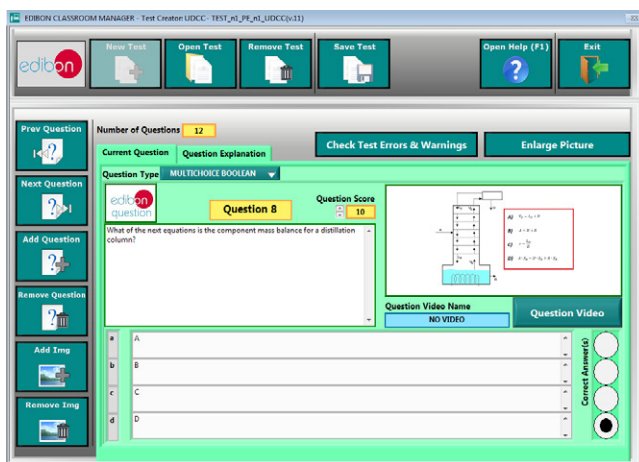 EDIBON CLASSROOM MANAGER - Test Creator UDCC - TEST_n1_PE_n1_UDCC(v.11)
New Test
Open Test
Remove Test
Save Test
Open Help (F1)
Exit
edibon
Prev Question
Next Question
Add Question
Remove Question
Add Img
Remove Img
Number of Questions 12
Check Test Errors & Warnings
Enlarge Picture
Current Question
Question Explanation
Question Type MULTICHOICE BOOLEAN
edibon
question
Question 8
Question Score
10
What of the next equations is the component mass balance for a distillation
column?
A)
B)
C)
D)
Question Video Name
NO VIDEO
Question Video
a A
b B
c C
d D
Correct Answer(s)